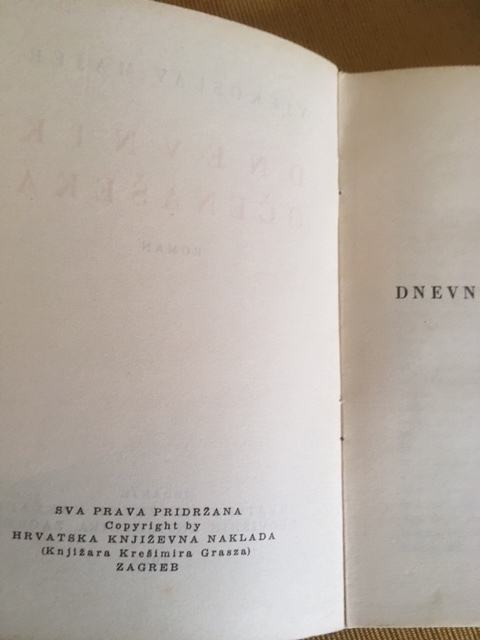 SVA PRAVA PRIDRŽANA
Copyright by
HRVATSKA KNJIŽEVNA NAKLADA
(Knjižara Krešimira Grasza)
ZAGREB
DNEVN